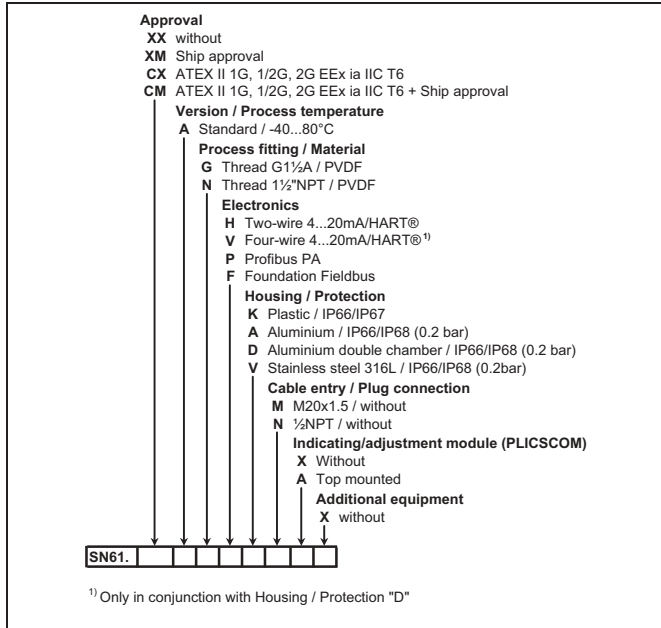 Approval
XX without
XM Ship approval
CX ATEX II 1G, 1/2G, 2G EEx ia IIC T6
CM ATEX II 1G, 1/2G, 2G EEx ia IIC T6 + Ship approval
Version / Process temperature
A Standard / -40...80°C
Process fitting / Material
G Thread G1½A / PVDF
N Thread 1½"NPT / PVDF
Electronics
H Two-wire 4...20mA/HART®
V Four-wire 4...20mA/HART® 1)
P Profibus PA
F Foundation Fieldbus
Housing / Protection
K Plastic / IP66/IP67
A Aluminium / IP66/IP68 (0.2 bar)
D Aluminium double chamber / IP66/IP68 (0.2 bar)
V Stainless steel 316L / IP66/IP68 (0.2bar)
Cable entry / Plug connection
M M20x1.5 / without
N ½NPT / without
Indicating/adjustment module (PLICSCOM)
X Without
A Top mounted
Additional equipment
X without
SN61.
1) Only in conjunction with Housing / Protection "D"